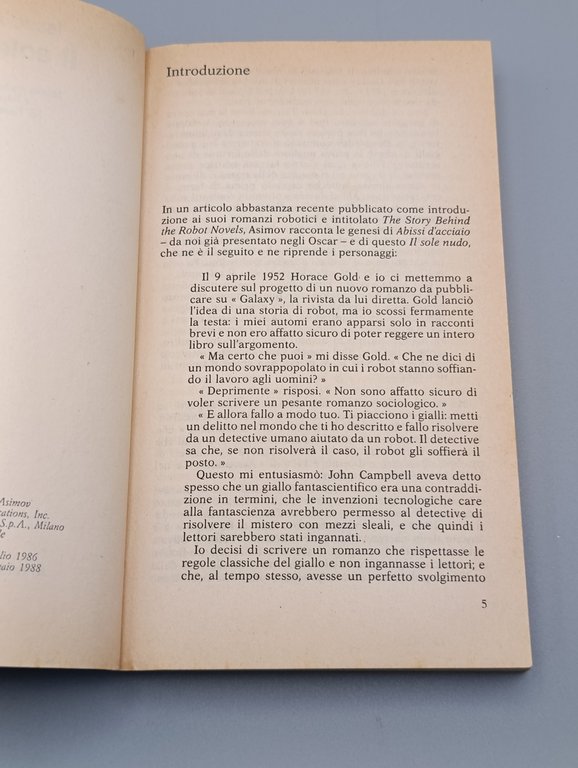 Asimov
ations, Inc.
S.p.A., Milano
lio 1986
aio 1988
Introduzione
In un articolo abbastanza recente pubblicato come introdu-
zione ai suoi romanzi robotici e intitolato The Story Behind
the Robot Novels, Asimov racconta le genesi di Abissi d'acciaio
– da noi già presentato negli Oscar – e di questo Il sole nudo,
che ne è il seguito e ne riprende i personaggi:
Il 9 aprile 1952 Horace Gold e io ci mettemmo a
discutere sul progetto di un nuovo romanzo da pubbli-
care su « Galaxy », la rivista da lui diretta. Gold lanciò
l'idea di una storia di robot, ma io scossi fermamente
la testa: i miei automi erano apparsi solo in racconti
brevi e non ero affatto sicuro di poter reggere un intero
libro sull'argomento.
« Ma certo che puoi » mi disse Gold. « Che ne dici di
un mondo sovrappopolato in cui i robot stanno soffian-
do il lavoro agli uomini? »
« Deprimente » risposi. « Non sono affatto sicuro di
voler scrivere un pesante romanzo sociologico. »
« E allora fallo a modo tuo. Ti piacciono i gialli: metti
un delitto nel mondo che ti ho descritto e fallo risolvere
da un detective umano aiutato da un robot. Il detective
sa che, se non risolverà il caso, il robot gli soffierà il
posto. »
Questo mi entusiasmò: John Campbell aveva detto
spesso che un giallo fantascientifico era una contraddi-
zione in termini, che le invenzioni tecnologiche care
alla fantascienza avrebbero permesso al detective di
risolvere il mistero con mezzi sleali, e che quindi i
lettori sarebbero stati ingannati.
Io decisi di scrivere un romanzo che rispettasse le
regole classiche del giallo e non ingannasse i lettori; e
che, al tempo stesso, avesse un perfetto svolgimento
5